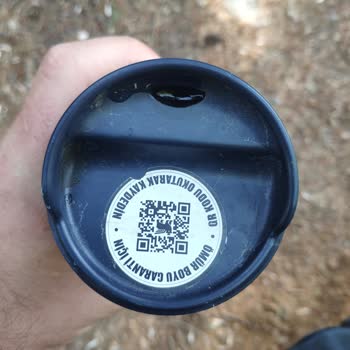 ÖMÜR BOYU GARANTİ İÇİN
QR KODU OKUTARAK KAYDEDİN